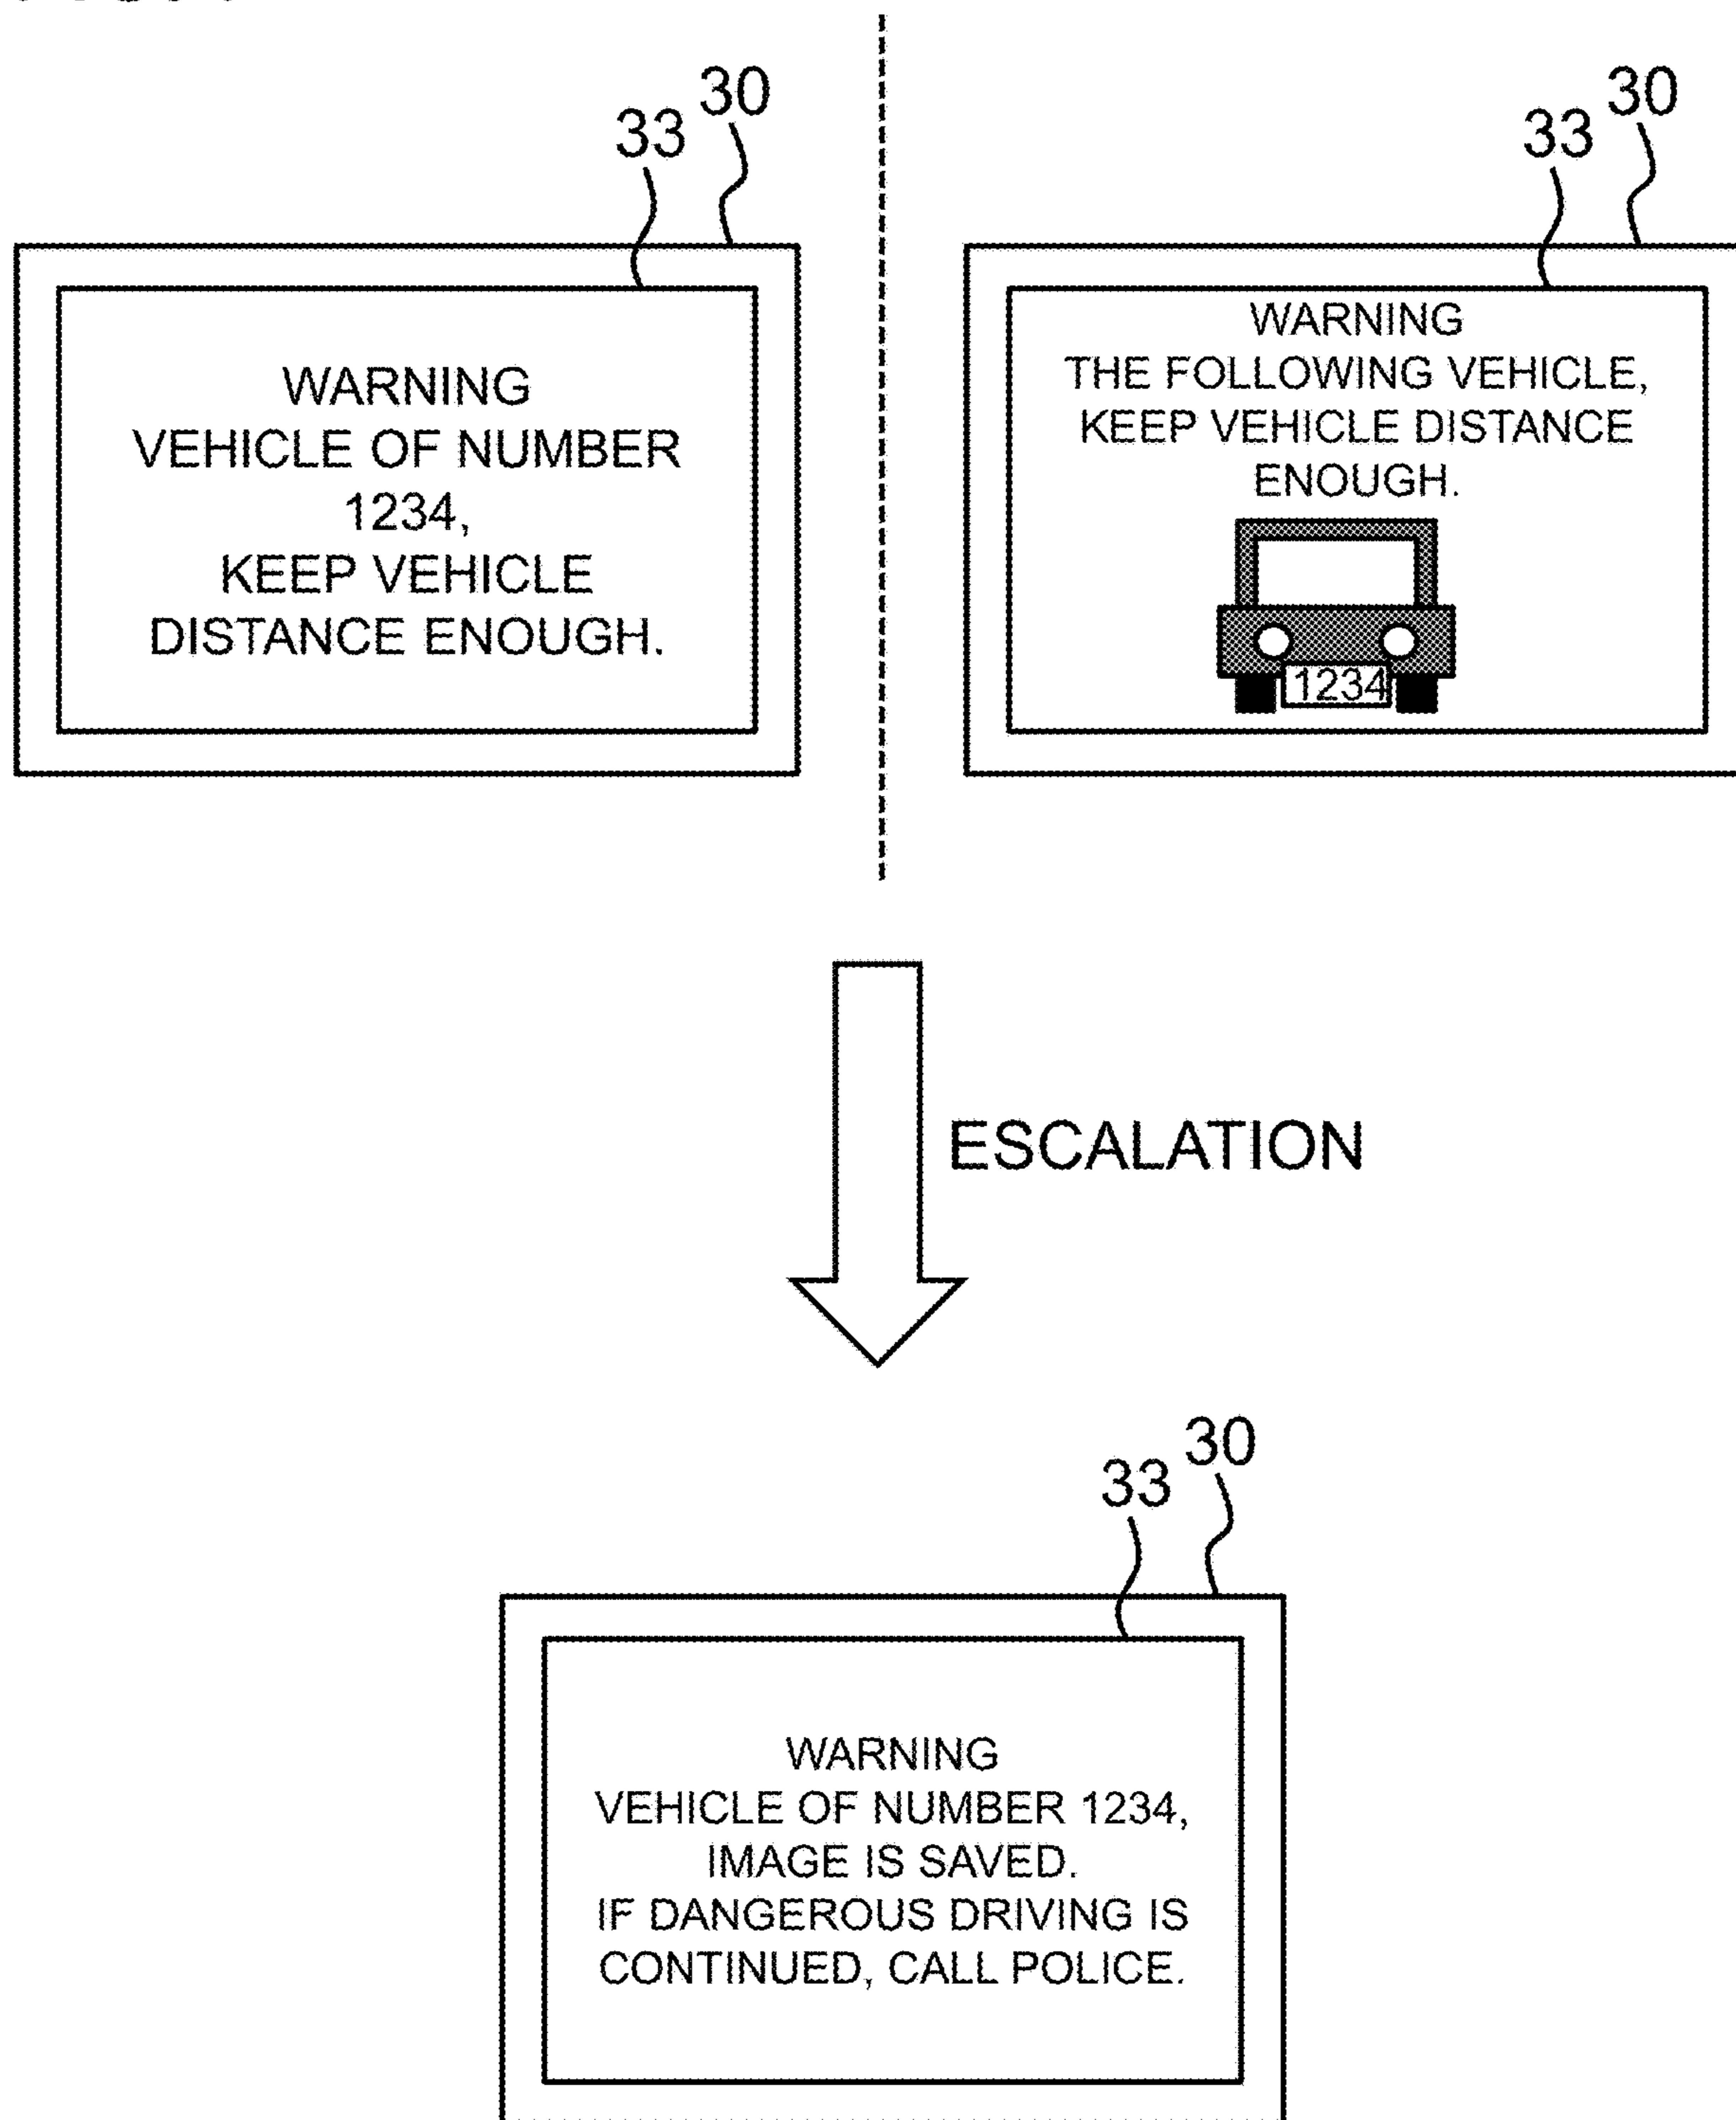 33 30
WARNING
VEHICLE OF NUMBER
1234,
KEEP VEHICLE
DISTANCE ENOUGH.
33 30
WARNING
THE FOLLOWING VEHICLE,
KEEP VEHICLE DISTANCE
ENOUGH.
1234
ESCALATION
33 30
WARNING
VEHICLE OF NUMBER 1234,
IMAGE IS SAVED.
IF DANGEROUS DRIVING IS
CONTINUED, CALL POLICE.